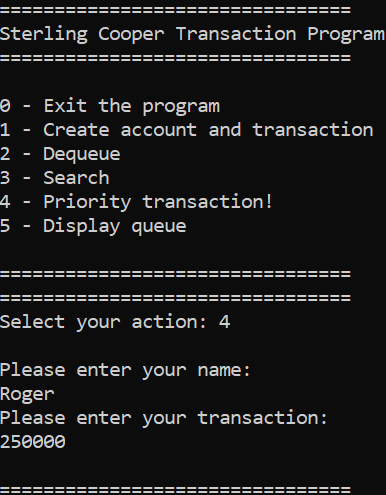 ================================
Sterling Cooper Transaction Program
================================
0 - Exit the program
1 - Create account and transaction
2 - Dequeue
3 - Search
4 - Priority transaction!
5 - Display queue
================================
================================
Select your action: 4
Please enter your name:
Roger
Please enter your transaction:
250000
================================